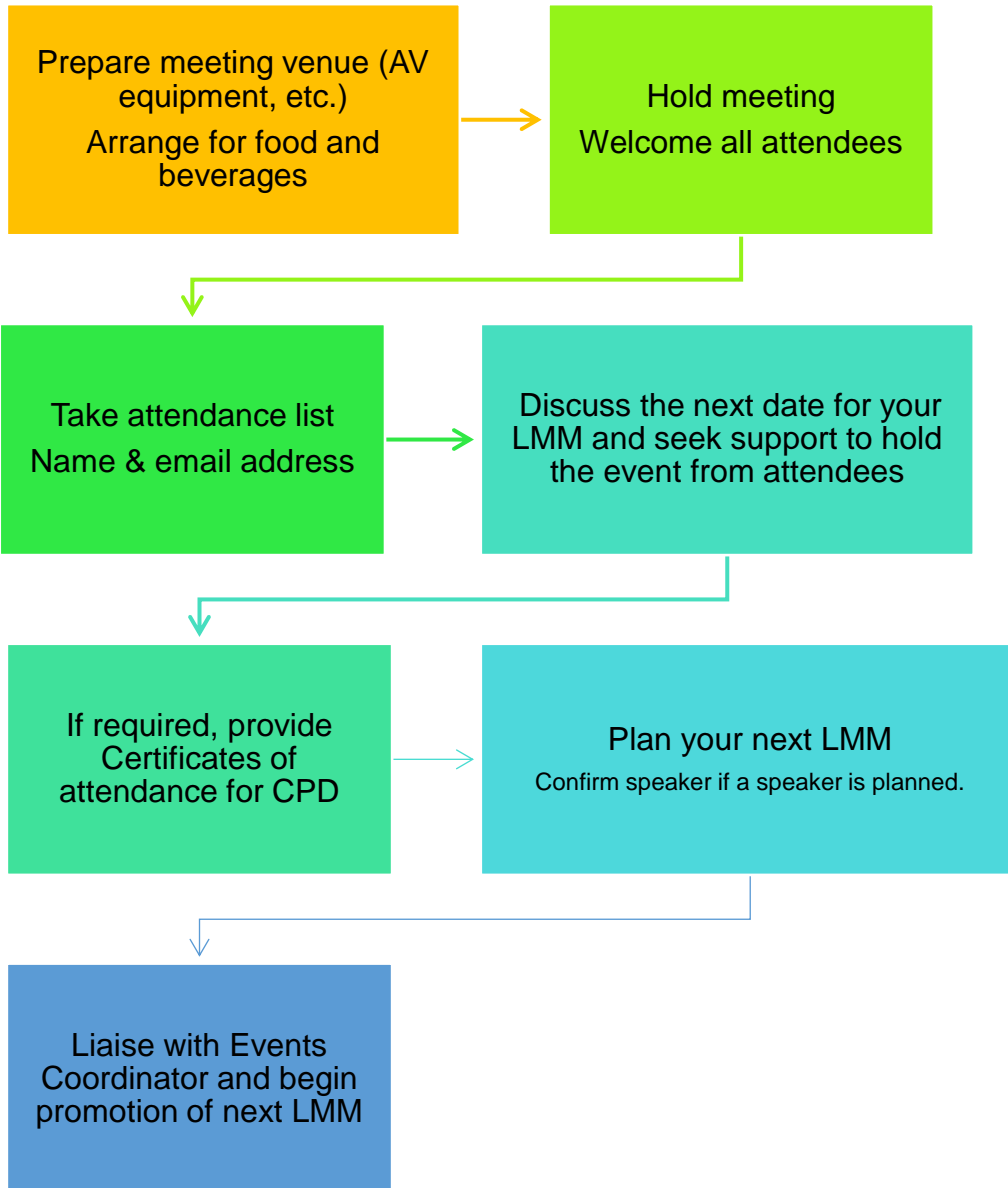 Prepare meeting venue (AV
equipment, etc.)
Arrange for food and
beverages
Hold meeting
Welcome all attendees
Take attendance list
Name & email address
Discuss the next date for your
LMM and seek support to hold
the event from attendees
If required, provide
Certificates of
attendance for CPD
Plan your next LMM
Confirm speaker if a speaker is planned.
Liaise with Events
Coordinator and begin
promotion of next LMM